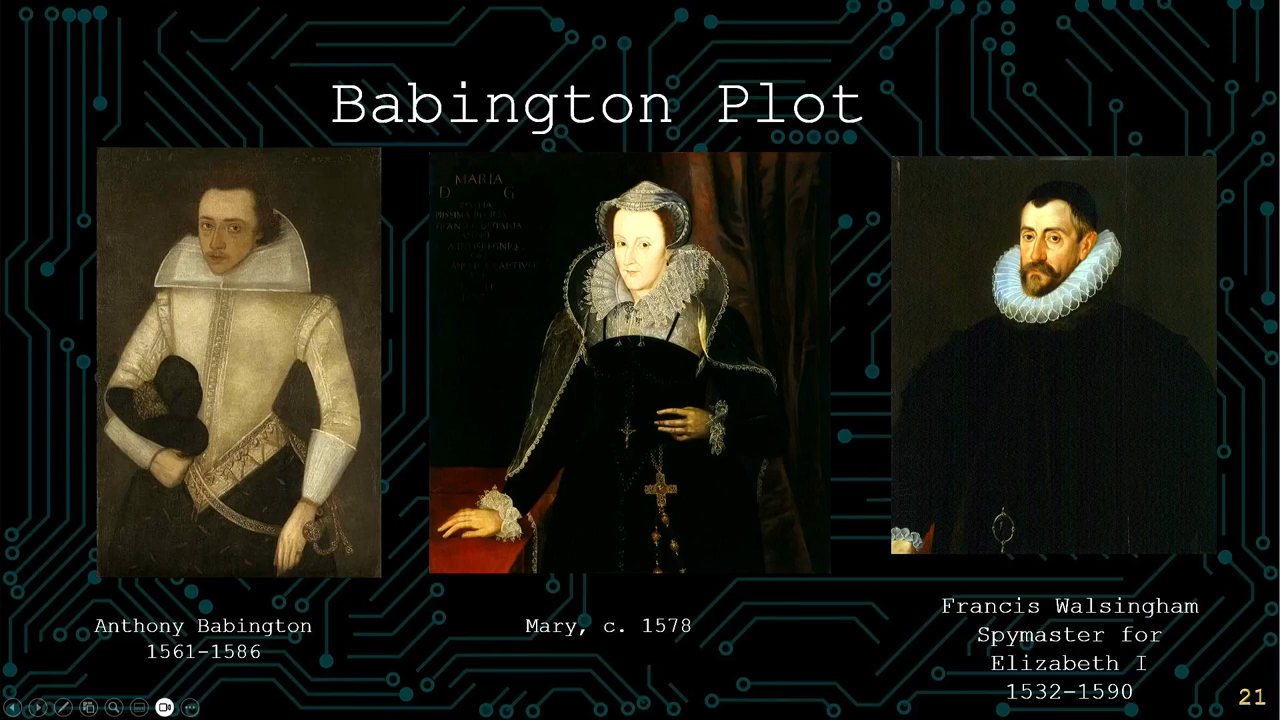 Babington Plot
MARIA
D G
Anthony Babington
1561-1586
Mary, c. 1578
Francis Walsingham
Spymaster for
Elizabeth I
1532-1590
21